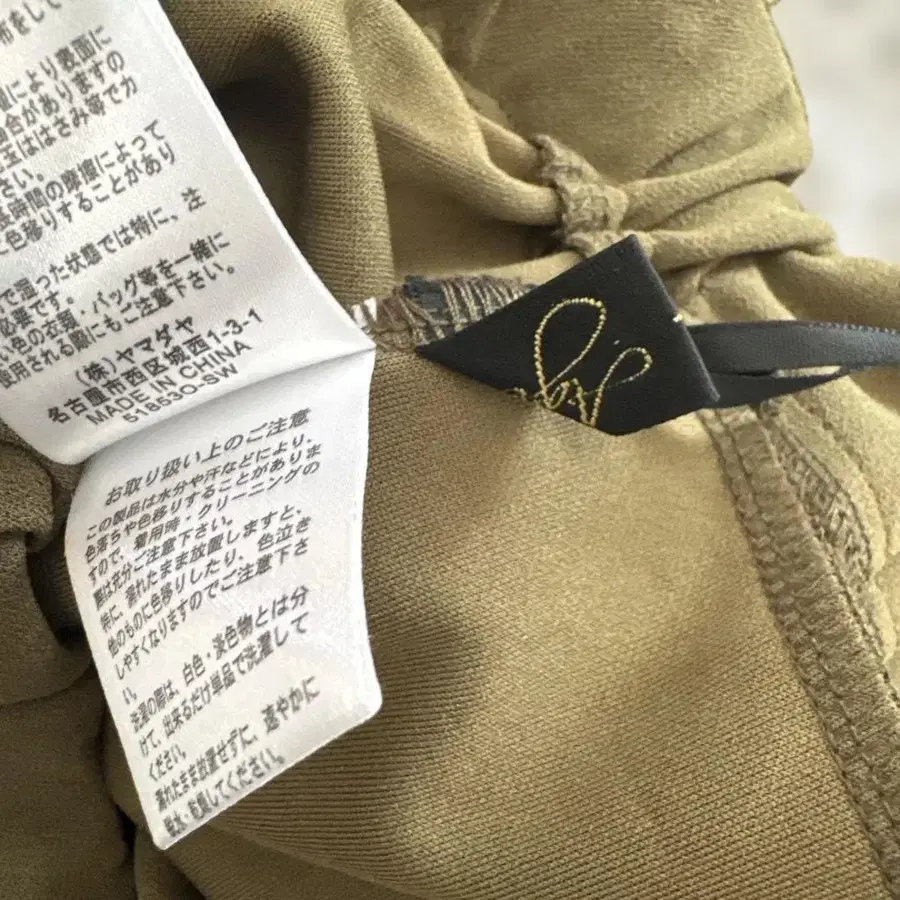 布をして
により表面に
場合がありますの
玉ははさみ等でカ
さい。
長時間の摩擦によって
色移りすることがあり
で湿った状態では特に、注
必要です。
い色の衣類・バッグ等を一緒に
使用される際にもご注意下さい。
(株)ヤマダヤ
名古屋市西区城西1-3-1
MADE IN CHINA
51853O-SW
お取り扱い上のご注意
この製品は水分や汗などにより、
色落ちや色移りすることがありま
すので、着用時・クリーニングの
際は充分ご注意下さい。
特に、濡れたまま放置しますと、
他のものに色移りしたり、色泣き
しやすくなりますのでご注意下さ
い。
洗濯の際は、白色・淡色物とは分
けて、出来るだけ単品で洗濯して
ください。
濡れたまま放置せずに、速やかに
脱水・乾燥してください。